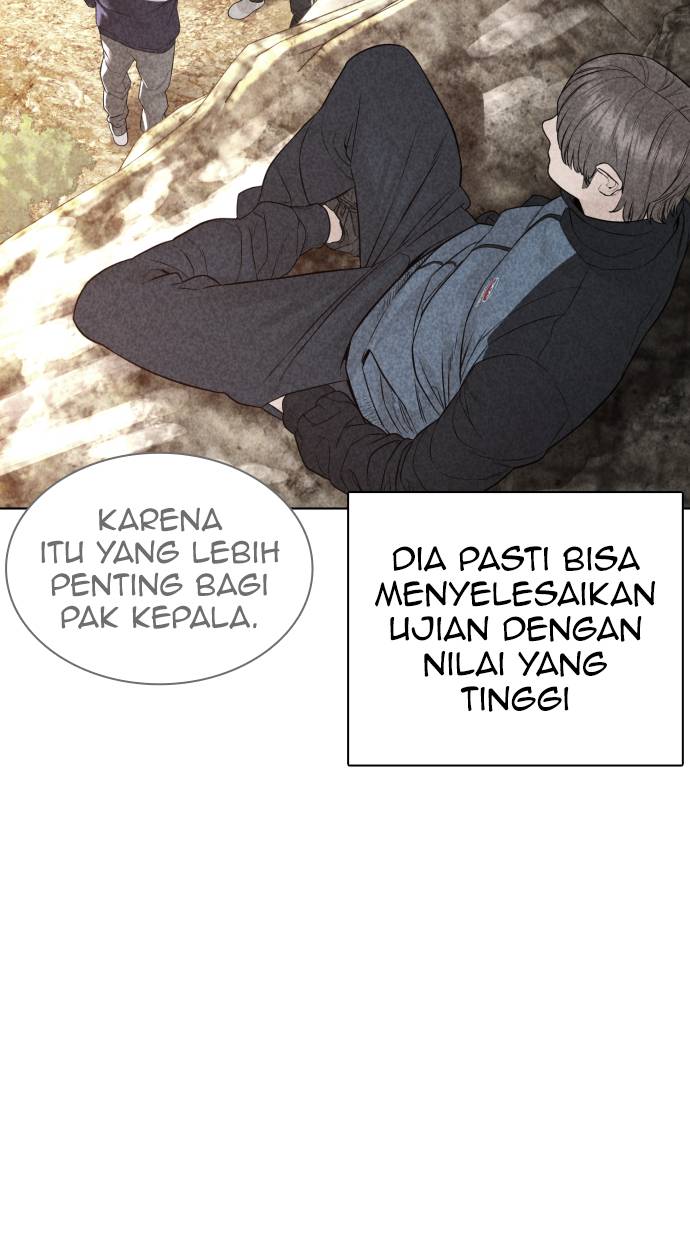 KARENA
ITU YANG LEBIH
PENTING BAGI
PAK KEPALA.
DIA PASTI BISA
MENYELESAIKAN
UJIAN DENGAN
NILAI YANG
TINGGI